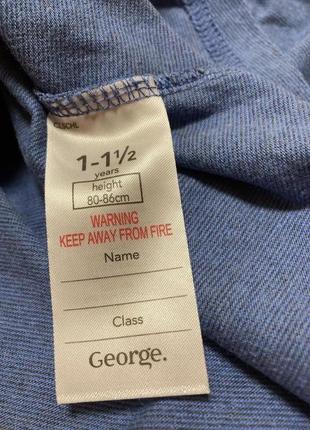 1-1½
years
height
80-86cm
WARNING
KEEP AWAY FROM FIRE
Name
Class
George.